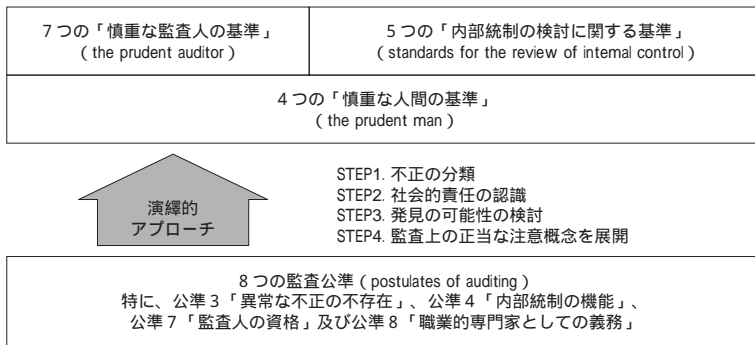 ７つの「慎重な監査人の基準」
（the prudent auditor）
５つの「内部統制の検討に関する基準」
（standards for the review of internal control）
４つの「慎重な人間の基準」
（the prudent man）
演繹的
アプローチ
STEP1. 不正の分類
STEP2. 社会的責任の認識
STEP3. 発見の可能性の検討
STEP4. 監査上の正当な注意概念を展開
８つの監査公準（postulates of auditing）
特に、公準３「異常な不正の不存在」、公準４「内部統制の機能」、
公準７「監査人の資格」及び公準８「職業的専門家としての義務」